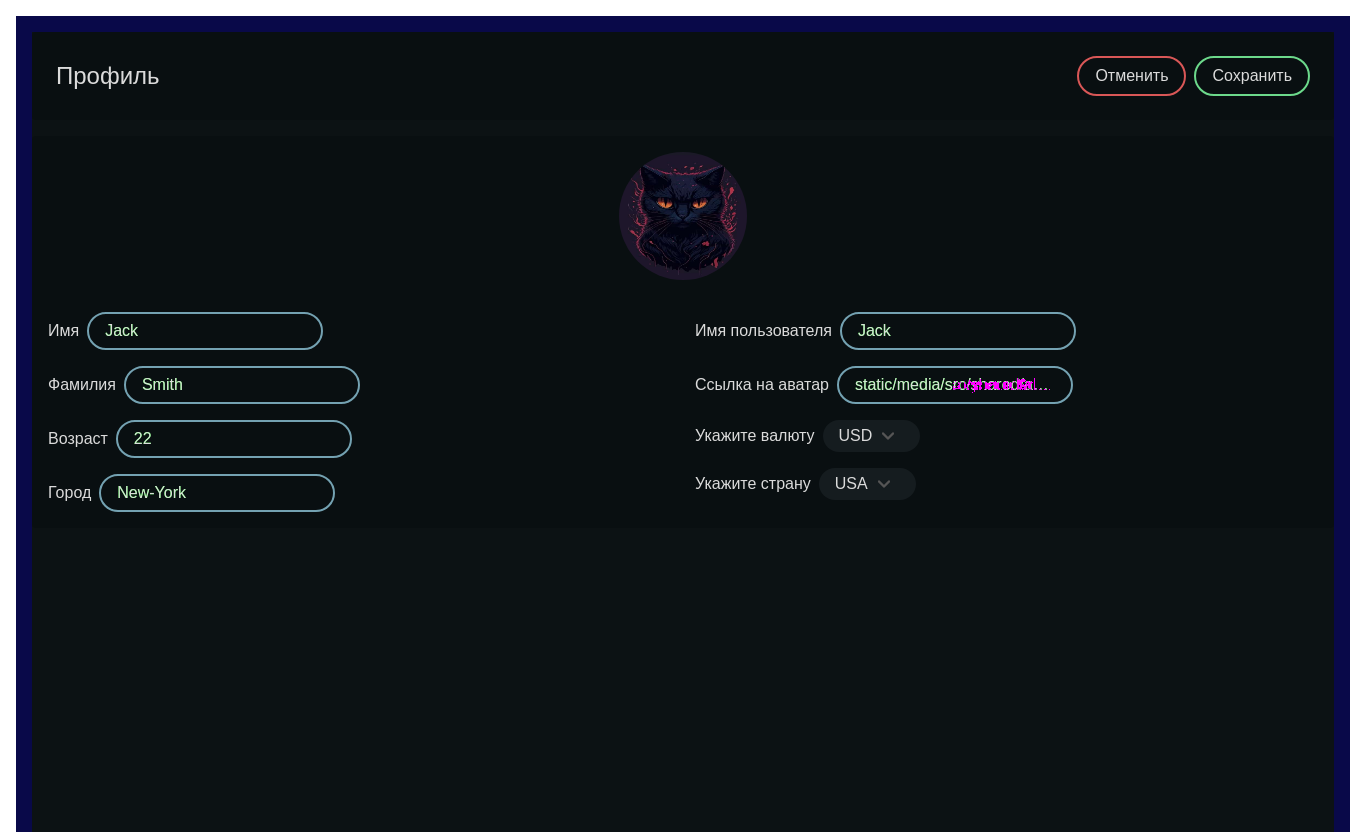 Профиль
Отменить
Сохранить
Имя
Jack
Фамилия
Smith
Возраст
22
Город
New-York
Имя пользователя
Jack
Ссылка на аватар
static/media/src/
Укажите валюту
USD
Укажите страну
USA